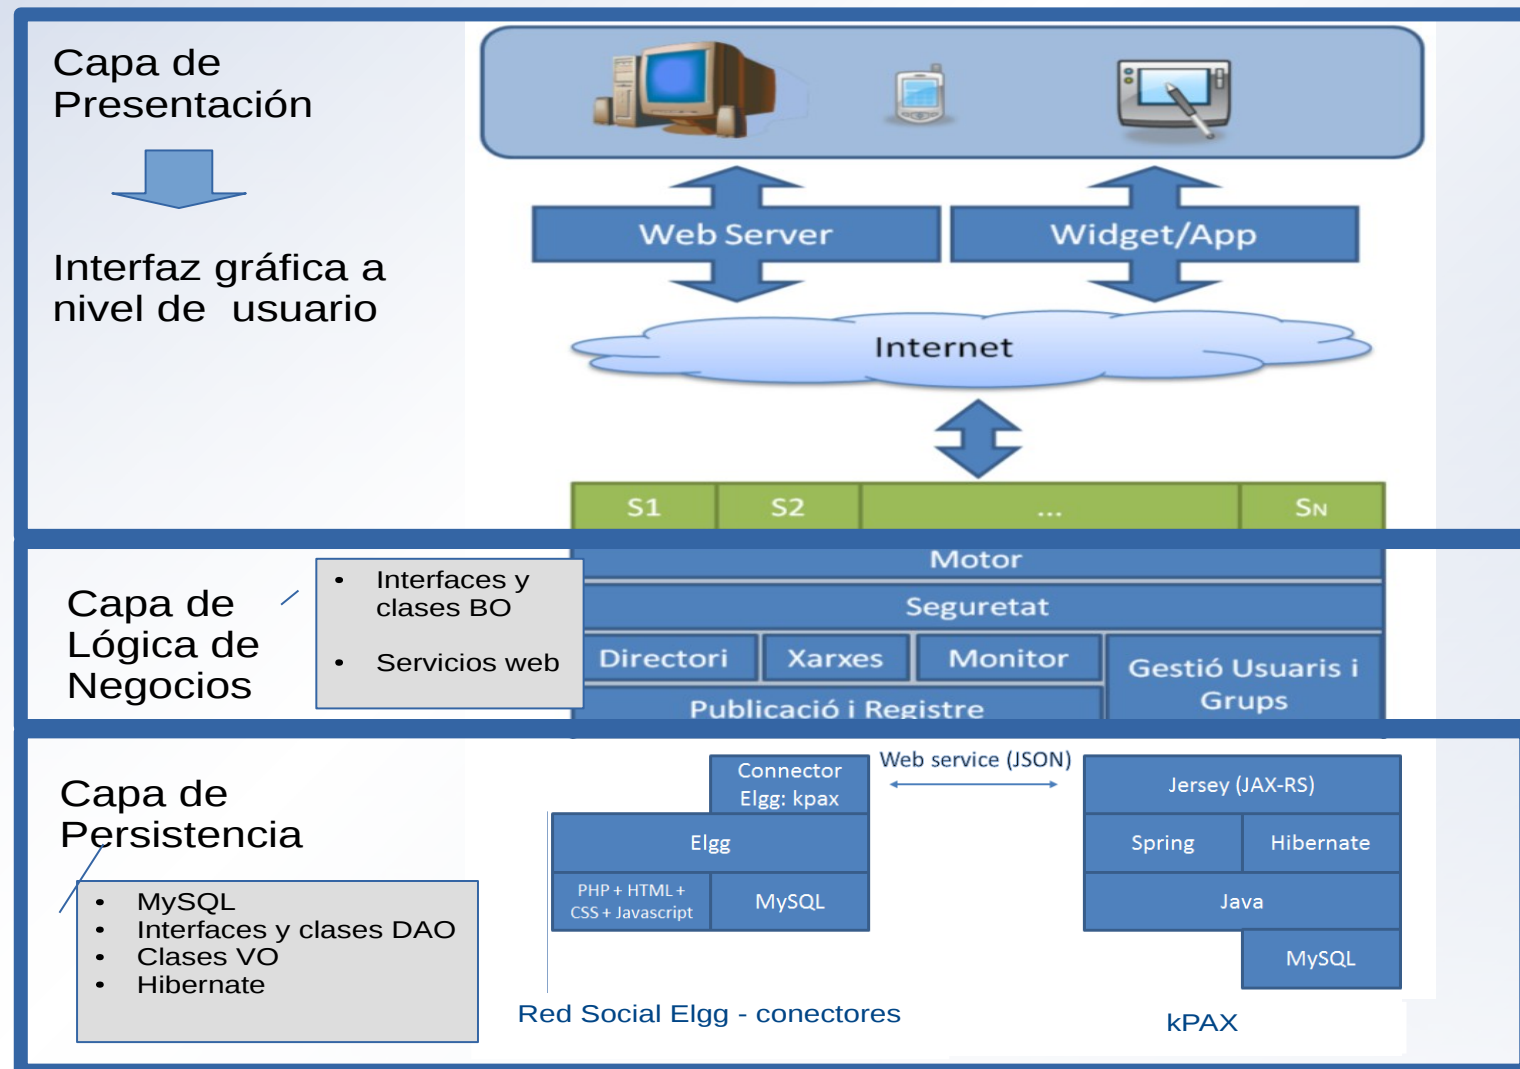 Capa de
Presentación
Interfaz gráfica a
nivel de  usuario
Web Server
Widget/App
Internet
S1
S2
...
SN
Capa de
Lógica de
Negocios
• Interfaces y
clases BO
• Servicios web
Motor
Seguretat
Directori
Xarxes
Monitor
Gestió Usuaris i
Grups
Publicació i Registre
Capa de
Persistencia
• MySQL
• Interfaces y clases DAO
• Clases VO
• Hibernate
Connector
Elgg: kpax
Elgg
PHP + HTML +
CSS + Javascript
MySQL
Web service (JSON)
Jersey (JAX-RS)
Spring
Hibernate
Java
MySQL
Red Social Elgg - conectores
kPAX